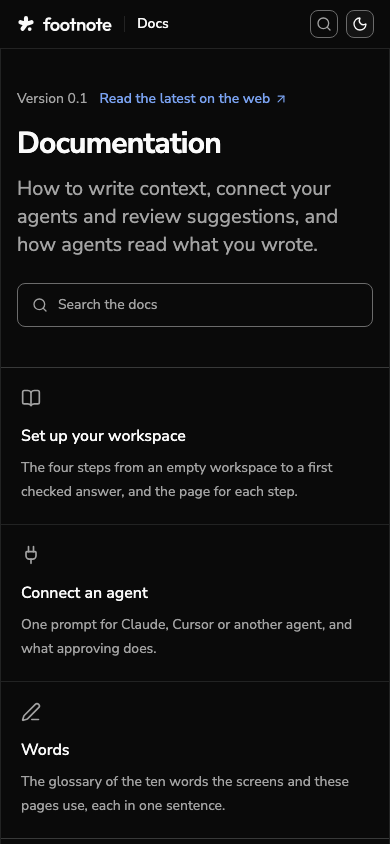 footnote
Docs
Version 0.1 Read the latest on the web
Documentation
How to write context, connect your
agents and review suggestions, and
how agents read what you wrote.
Search the docs
Set up your workspace
The four steps from an empty workspace to a first
checked answer, and the page for each step.
Connect an agent
One prompt for Claude, Cursor or another agent, and
what approving does.
Words
The glossary of the ten words the screens and these
pages use, each in one sentence.